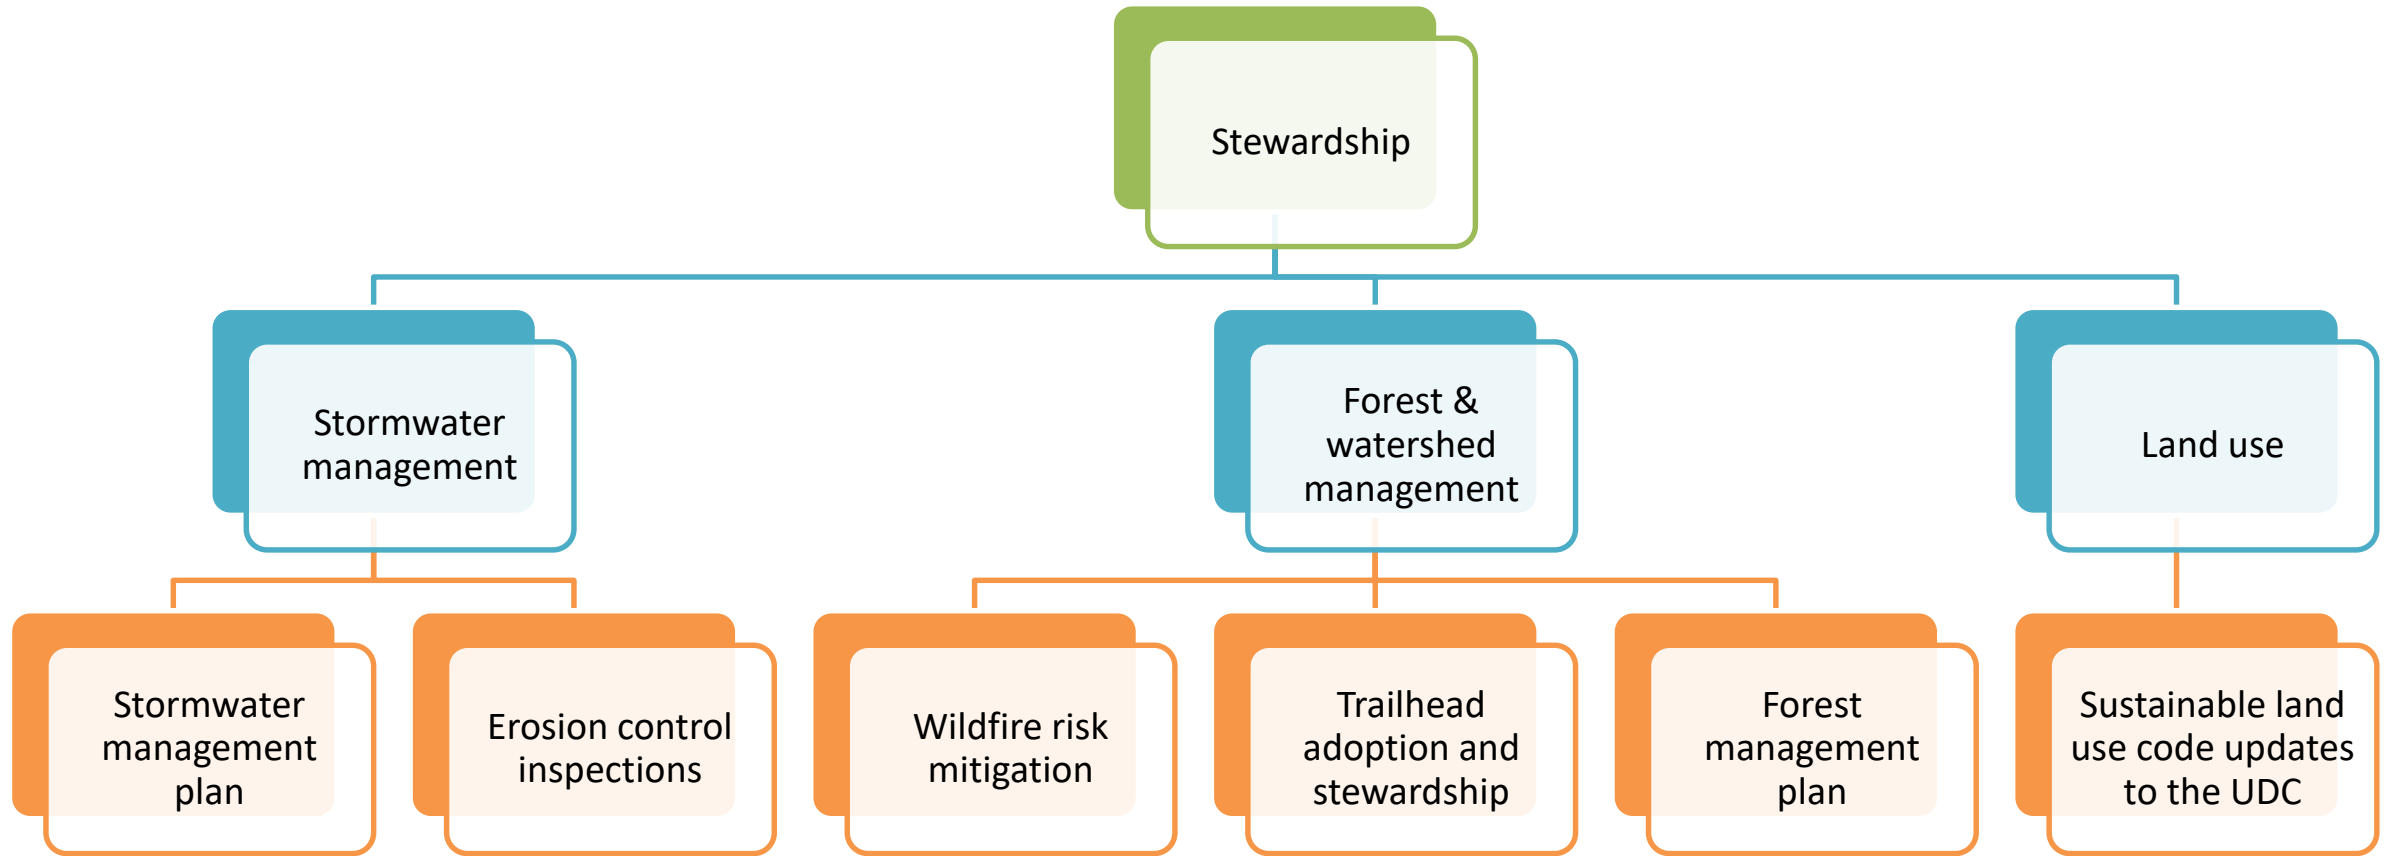 Stewardship
Stormwater
management
Forest &
watershed
management
Land use
Stormwater
management
plan
Erosion control
inspections
Wildfire risk
mitigation
Trailhead
adoption and
stewardship
Forest
management
plan
Sustainable land
use code updates
to the UDC